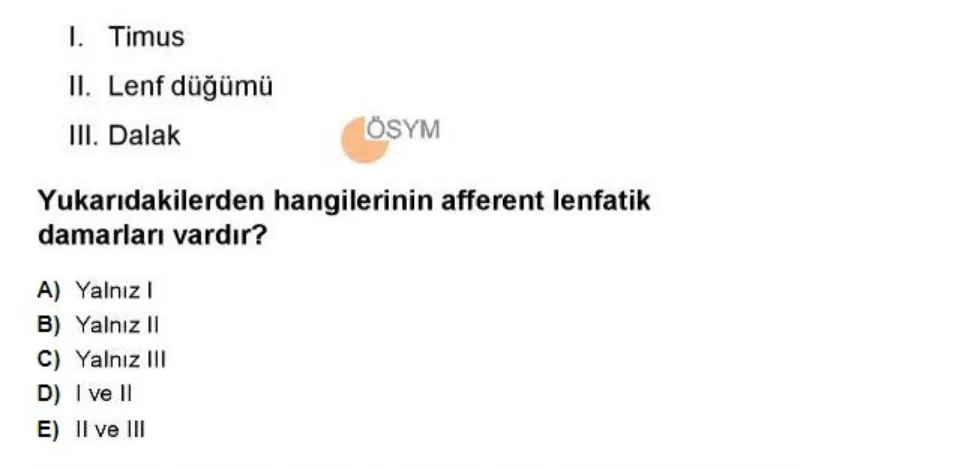 I. Timus
II. Lenf düğümü
III. Dalak
ÖSYM
Yukarıdakilerden hangilerinin afferent lenfatik
damarları vardır?
A) Yalnız I
B) Yalnız II
C) Yalnız III
D) I ve II
E) II ve III